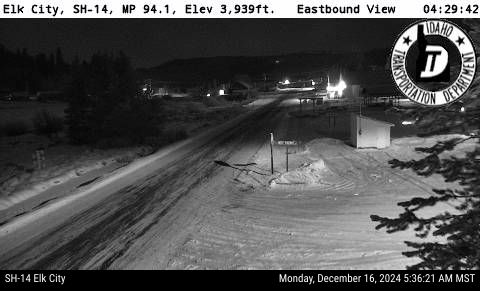 Elk City, SH-14, MP 94.1, Elev 3,939ft. Eastbound View 04:29:42
IDAHO
TRANSPORTATION DEPARTMENT
SH-14 Elk City
Monday, December 16, 2024 5:36:21 AM MST